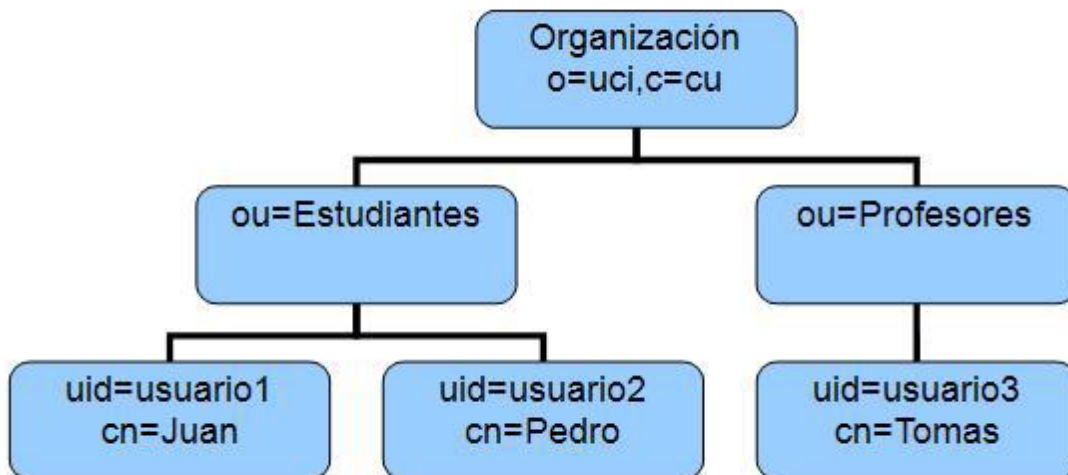 Organización
o=uci,c=cu
ou=Estudiantes
ou=Profesores
uid=usuario1
cn=Juan
uid=usuario2
cn=Pedro
uid=usuario3
cn=Tomas